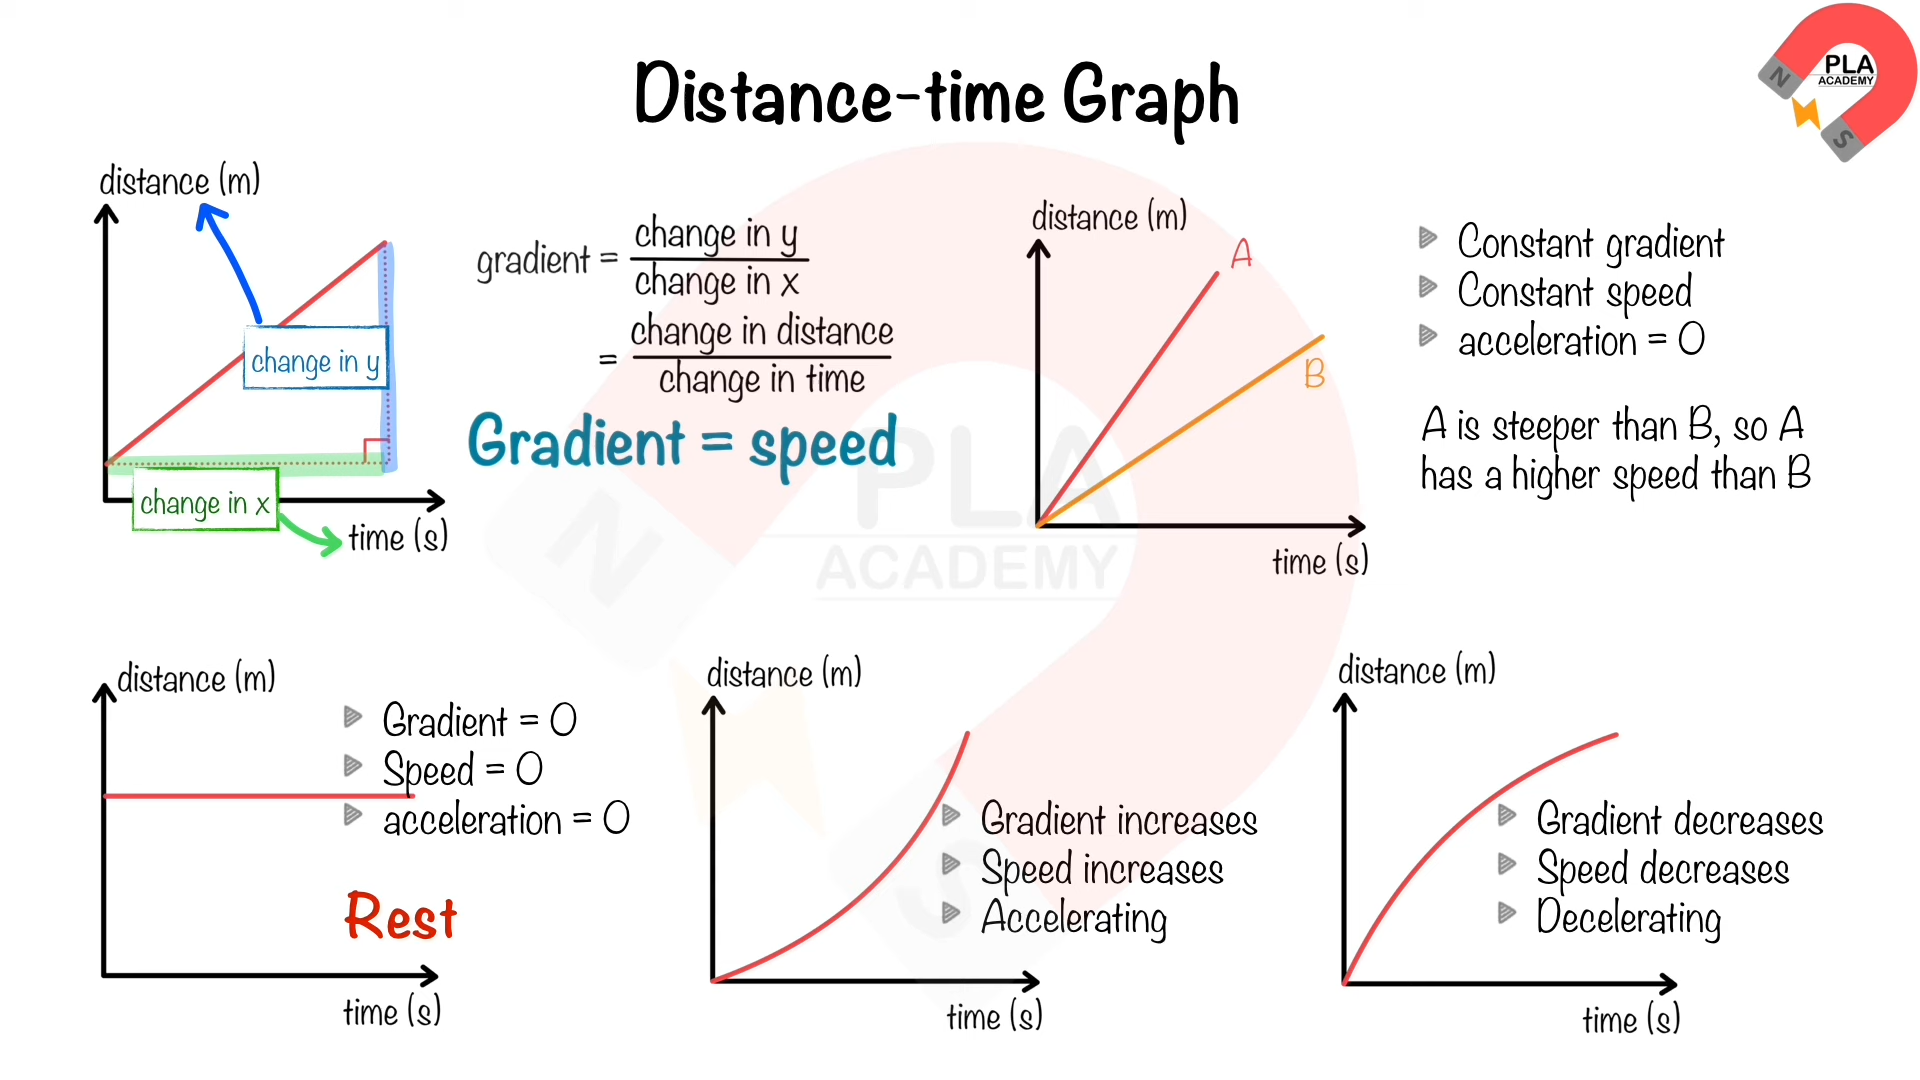 Distance-time Graph
N
PLA
ACADEMY
S
distance (m)
change in y
change in x
time (s)
gradient = change in y
change in x
= change in distance
change in time
Gradient = speed
distance (m)
A
B
time (s)
Constant gradient
Constant speed
acceleration = 0
A is steeper than B, so A
has a higher speed than B
N
PLA
ACADEMY
S
distance (m)
Gradient = 0
Speed = 0
acceleration = 0
Rest
time (s)
distance (m)
Gradient increases
Speed increases
Accelerating
time (s)
distance (m)
Gradient decreases
Speed decreases
Decelerating
time (s)